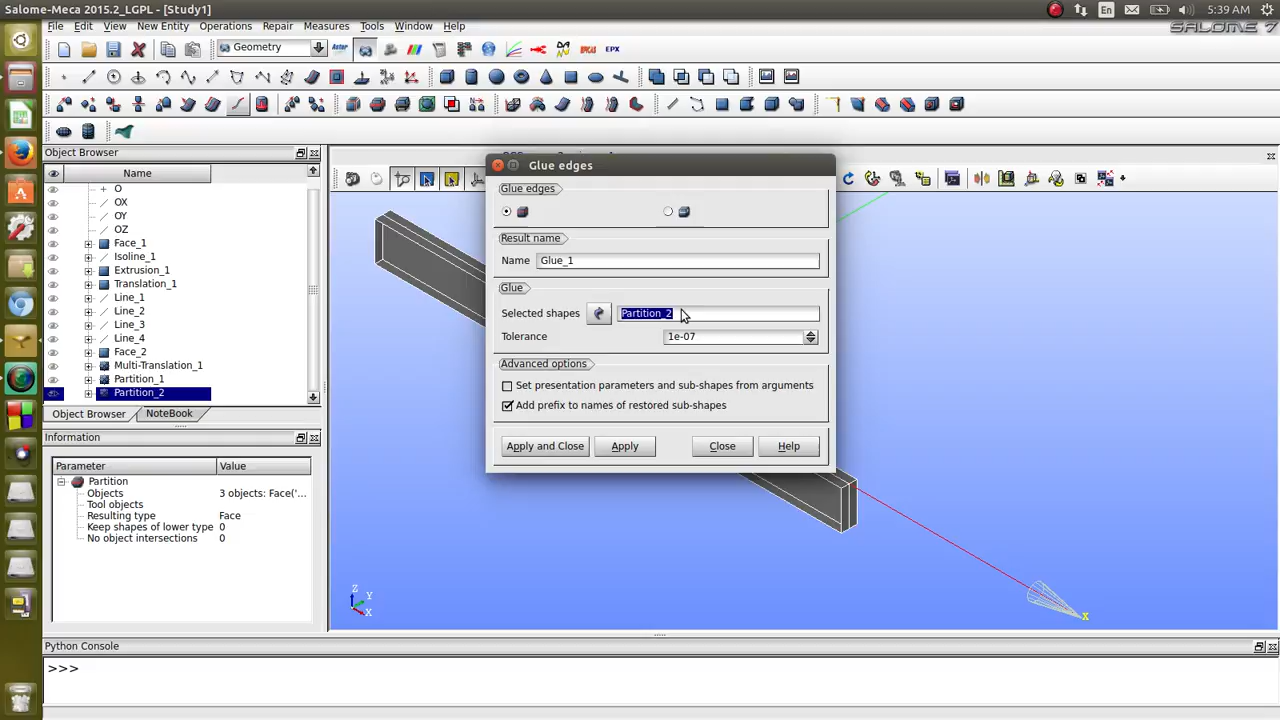 Salome-Meca 2015.2_LGPL - [Study1]
En
5:39 AM
File Edit View New Entity Operations Repair Measures Tools Window Help
SALOME 7
Geometry
Aster
EPX
Object Browser
Name
O
OX
OY
OZ
Face_1
Isoline_1
Extrusion_1
Translation_1
Line_1
Line_2
Line_3
Line_4
Face_2
Multi-Translation_1
Partition_1
Partition_2
Object Browser NoteBook
Information
Parameter Value
Partition
Objects 3 objects: Face('...
Tool objects
Resulting type Face
Keep shapes of lower type 0
No object intersections 0
Glue edges
Glue edges
Result name
Name Glue_1
Glue
Selected shapes Partition_2
Tolerance 1e-07
Advanced options
Set presentation parameters and sub-shapes from arguments
Add prefix to names of restored sub-shapes
Apply and Close Apply Close Help
Z
Y
X
X
Python Console
>>>